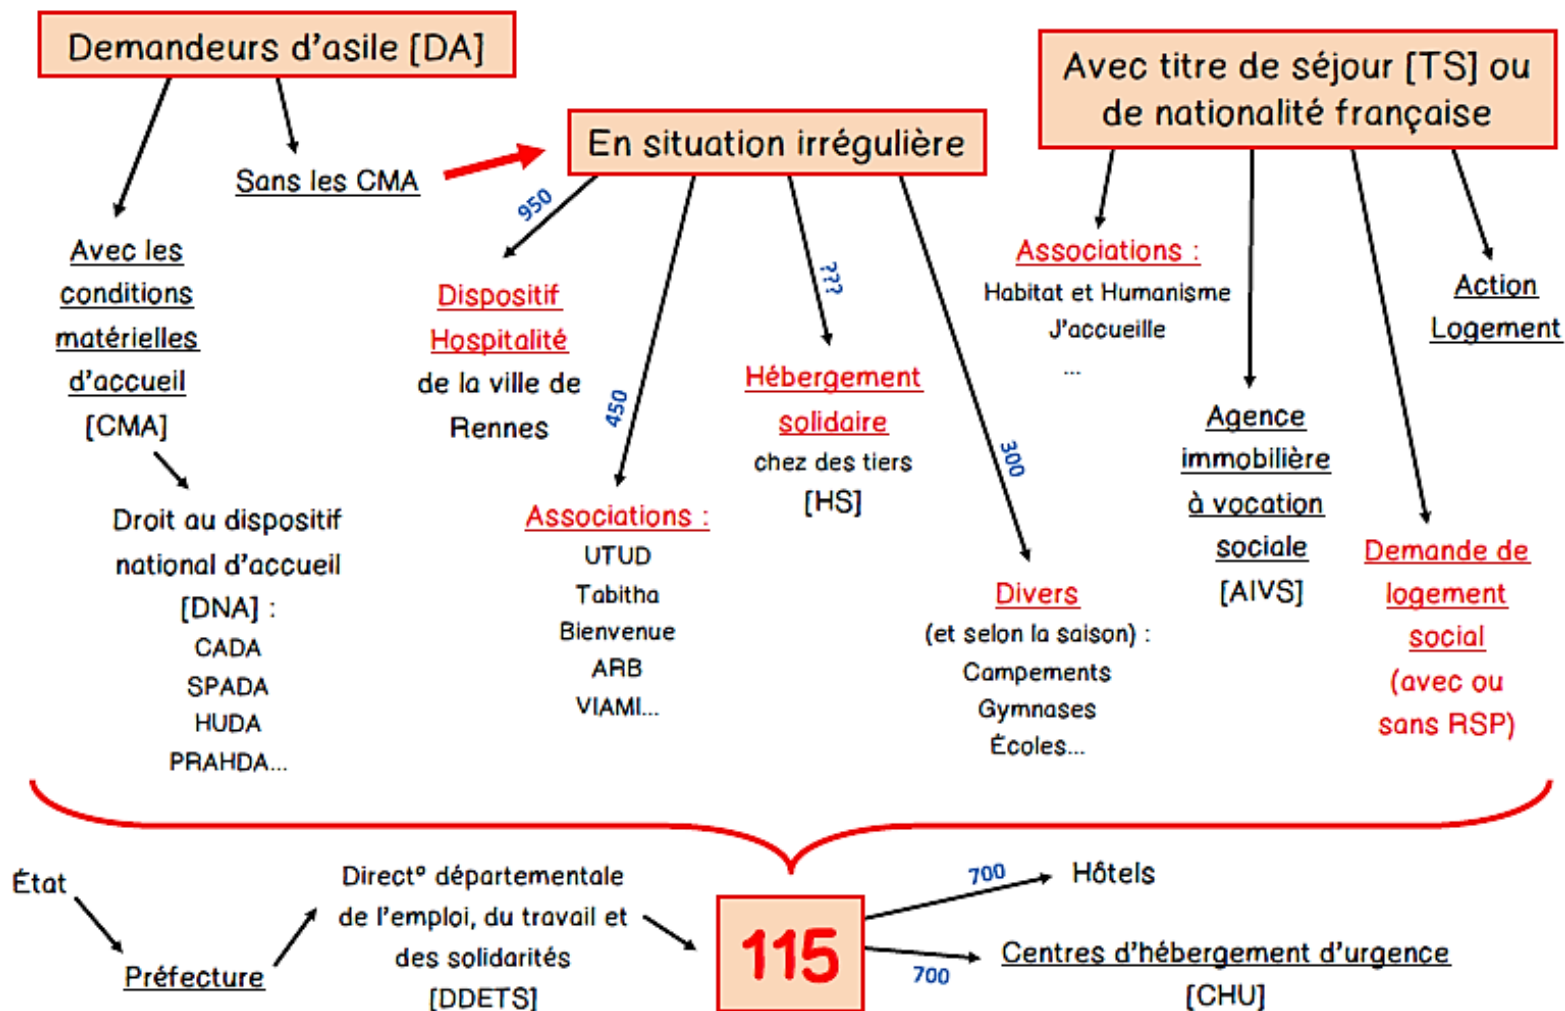 Demandeurs d'asile [DA]
Avec titre de séjour [TS] ou
de nationalité française
En situation irrégulière
Sans les CMA
Avec les
conditions
matérielles
d'accueil
[CMA]
Droit au dispositif
national d'accueil
[DNA] :
CADA
SPADA
HUDA
PRAHDA...
950
Dispositif
Hospitalité
de la ville de
Rennes
450
Associations :
UTUD
Tabitha
Bienvenue
ARB
VIAMI...
???
Hébergement
solidaire
chez des tiers
[HS]
300
Divers
(et selon la saison) :
Campements
Gymnases
Écoles...
Associations :
Habitat et Humanisme
J'accueille
...
Agence
immobilière
à vocation
sociale
[AIVS]
Demande de
logement
social
(avec ou
sans RSP)
Action
Logement
État
Préfecture
Direct° départementale
de l'emploi, du travail et
des solidarités
[DDETS]
115
700
Hôtels
700
Centres d'hébergement d'urgence
[CHU]